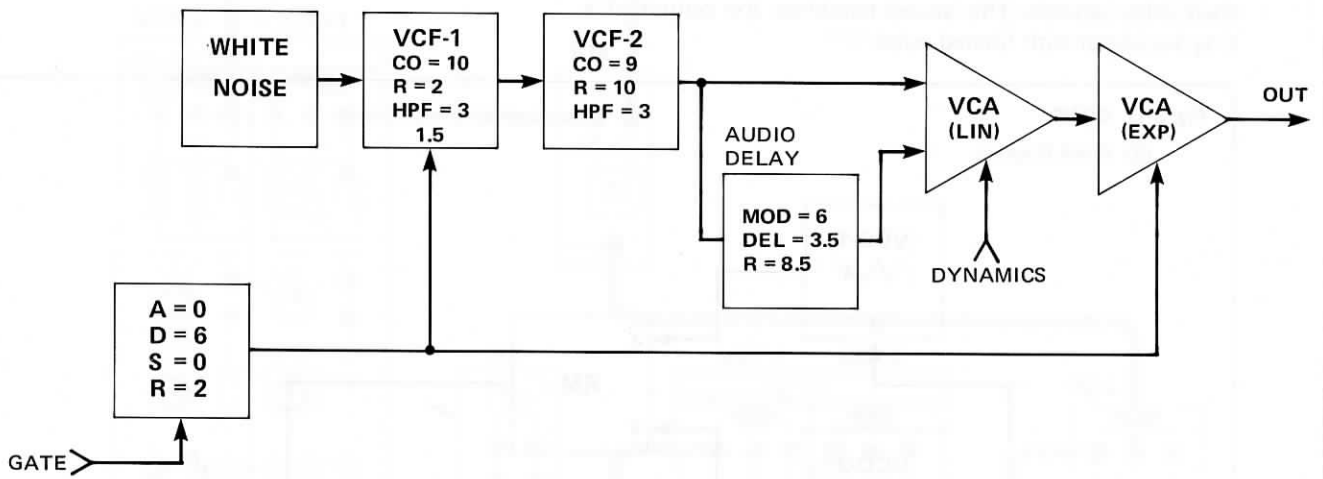 WHITE
NOISE
VCF-1
CO = 10
R = 2
HPF = 3
1.5
VCF-2
CO = 9
R = 10
HPF = 3
AUDIO
DELAY
MOD = 6
DEL = 3.5
R = 8.5
VCA
(LIN)
DYNAMICS
VCA
(EXP)
OUT
A = 0
D = 6
S = 0
R = 2
GATE